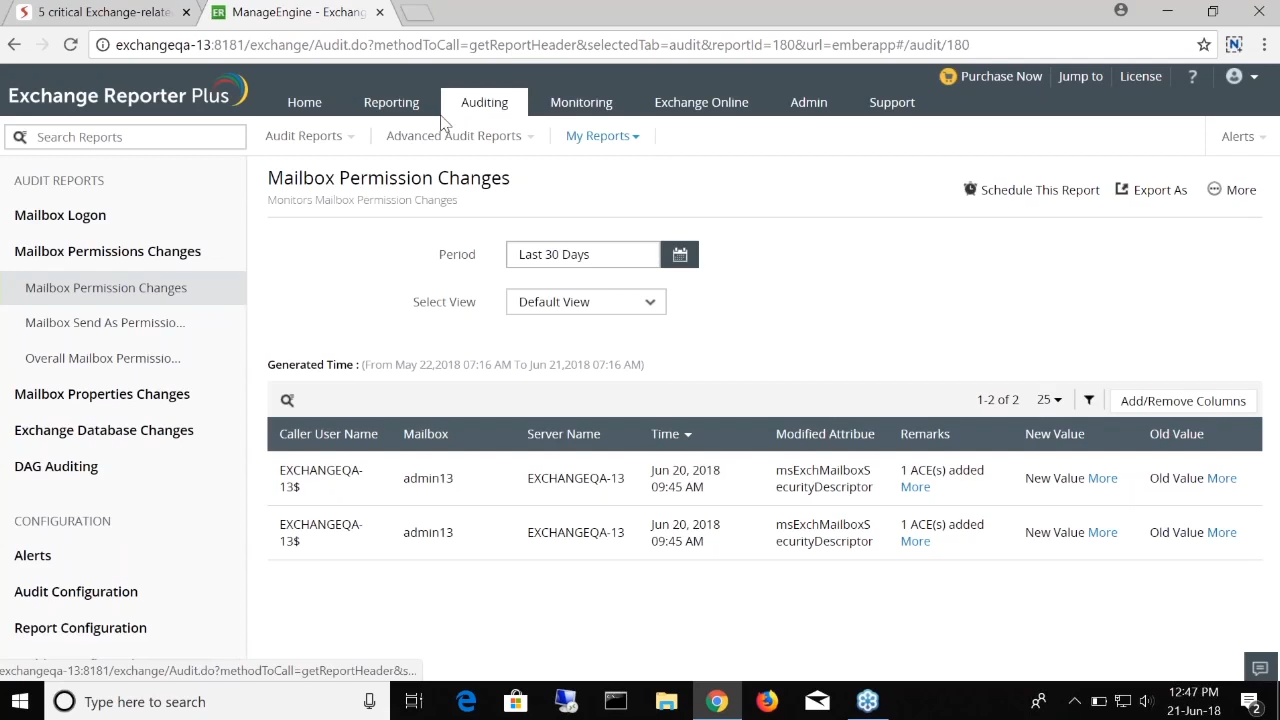 5 critical Exchange-relate
ManageEngine - Exchang
exchangeqa-13:8181/exchange/Audit.do?methodToCall=getReportHeader&selectedTab=audit&reportId=180&url=emberapp#/audit/180
Purchase Now
Jump to
License
?
Exchange Reporter Plus
Home
Reporting
Auditing
Monitoring
Exchange Online
Admin
Support
Search Reports
Audit Reports
Advanced Audit Reports
My Reports
Alerts
AUDIT REPORTS
Mailbox Logon
Mailbox Permissions Changes
Mailbox Permission Changes
Mailbox Send As Permissio...
Overall Mailbox Permissio...
Mailbox Properties Changes
Exchange Database Changes
DAG Auditing
CONFIGURATION
Alerts
Audit Configuration
Report Configuration
Mailbox Permission Changes
Monitors Mailbox Permission Changes
Schedule This Report
Export As
More
Period
Last 30 Days
Select View
Default View
Generated Time : (From May 22,2018 07:16 AM To Jun 21,2018 07:16 AM)
1-2 of 2
25
Add/Remove Columns
Caller User Name
Mailbox
Server Name
Time
Modified Attribue
Remarks
New Value
Old Value
EXCHANGEQA-
13$
admin13
EXCHANGEQA-13
Jun 20, 2018
09:45 AM
msExchMailboxS
ecurityDescriptor
1 ACE(s) added
More
New Value More
Old Value More
EXCHANGEQA-
13$
admin13
EXCHANGEQA-13
Jun 20, 2018
09:45 AM
msExchMailboxS
ecurityDescriptor
1 ACE(s) added
More
New Value More
Old Value More
exchangeqa-13:8181/exchange/Audit.do?methodToCall=getReportHeader&s...
Type here to search
12:47 PM
21-Jun-18
2